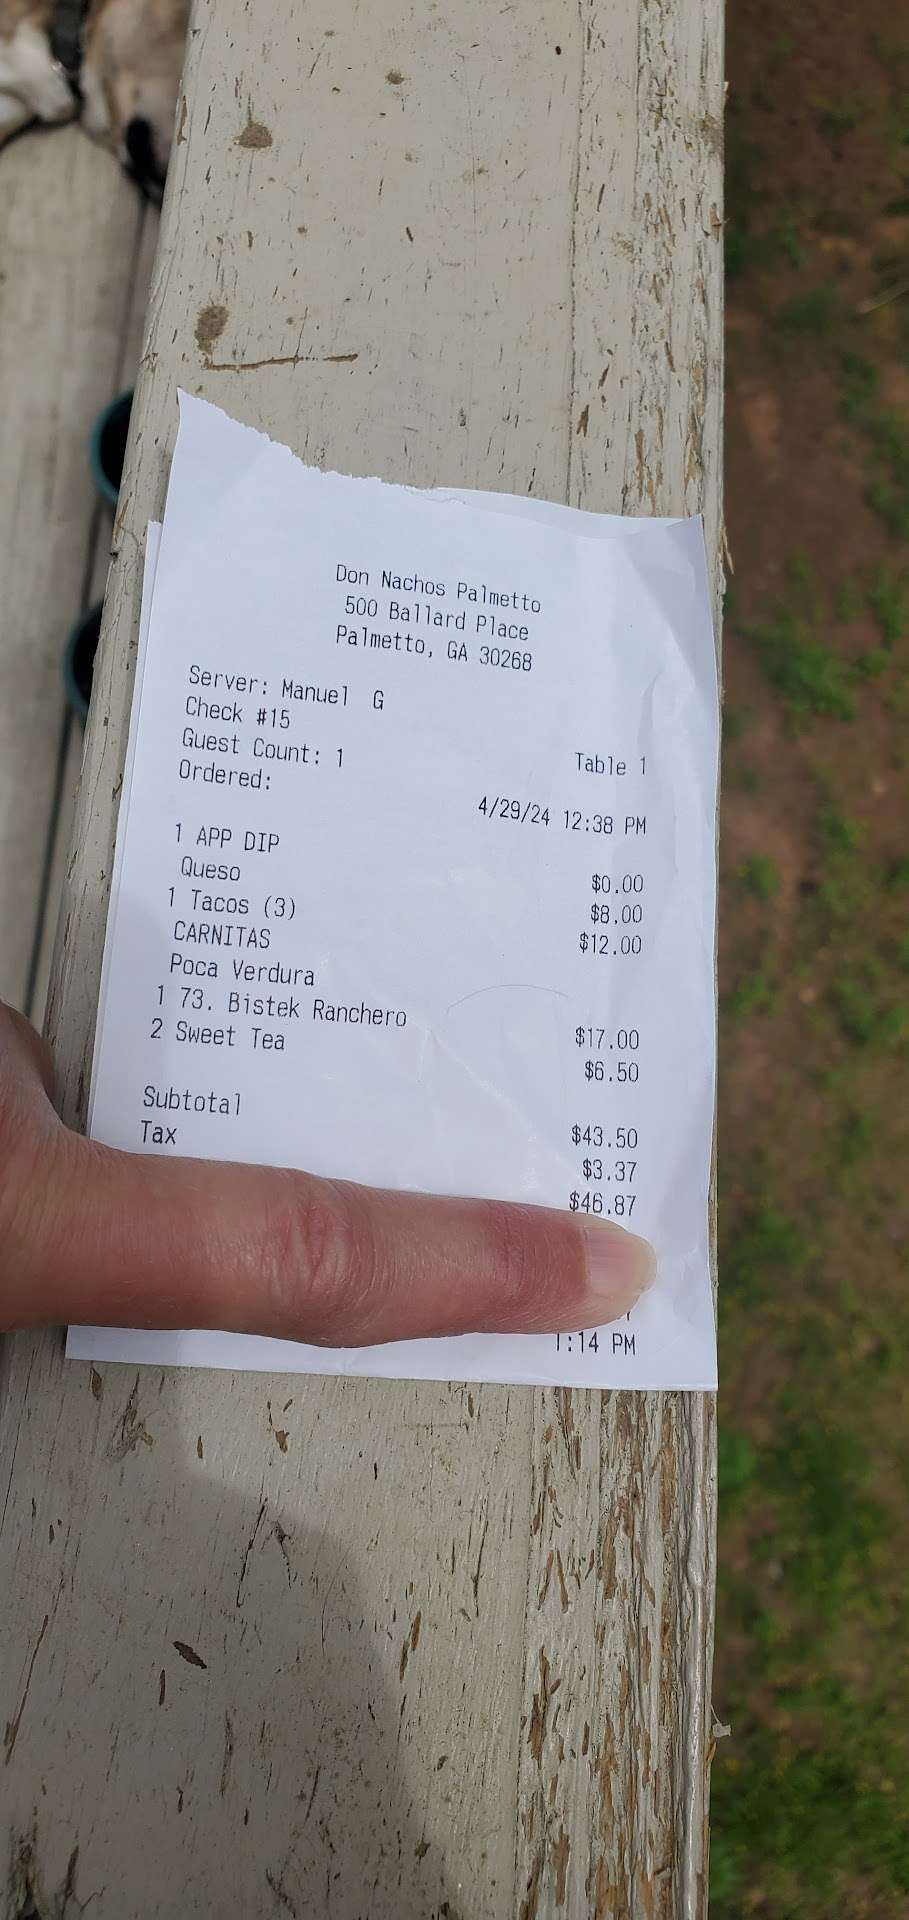 Don Nachos Palmetto
500 Ballard Place
Palmetto, GA 30268
Server: Manuel G
Check #15 Table 1
Guest Count: 1
Ordered: 4/29/24 12:38 PM
1 APP DIP $0.00
Queso $8.00
1 Tacos (3) $12.00
CARNITAS
Poca Verdura
1 73. Bistek Ranchero $17.00
2 Sweet Tea $6.50
Subtotal $43.50
Tax $3.37
$46.87
1:14 PM